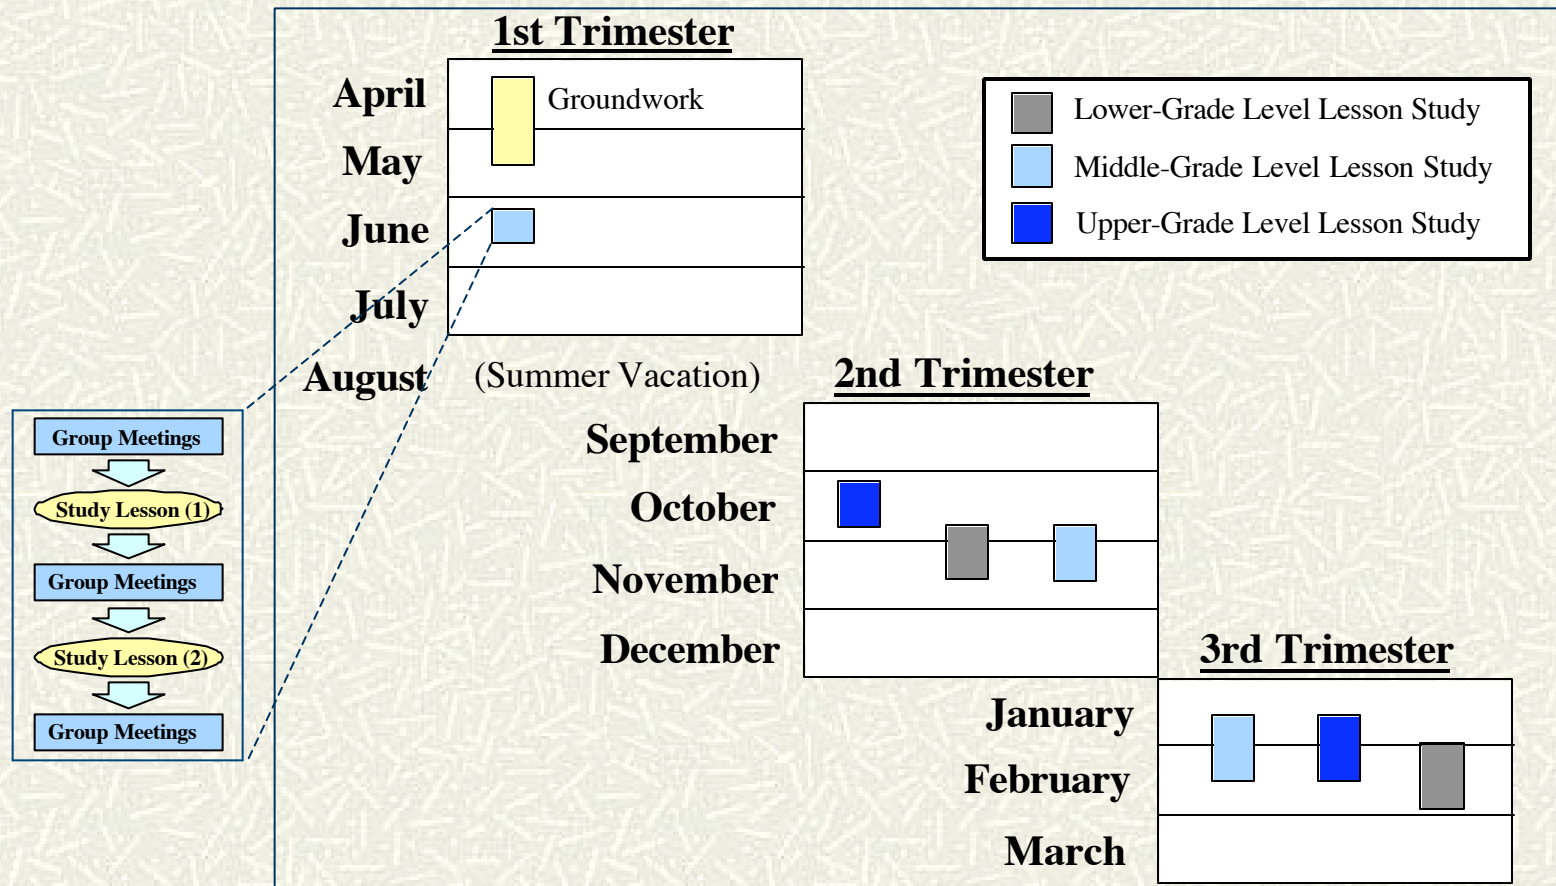 1st Trimester
April
Groundwork
May
June
July
August
(Summer Vacation)
Lower-Grade Level Lesson Study
Middle-Grade Level Lesson Study
Upper-Grade Level Lesson Study
Group Meetings
Study Lesson (1)
Group Meetings
Study Lesson (2)
Group Meetings
2nd Trimester
September
October
November
December
3rd Trimester
January
February
March